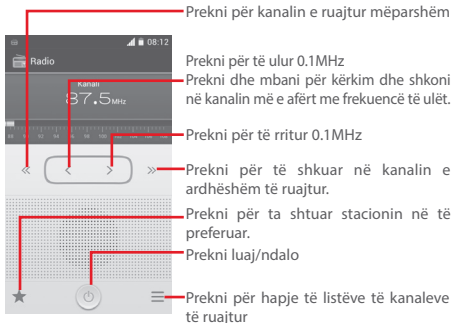 Prekni për kanalin e ruajtur mëparshëm
08:12
Radio
Prekni për të ulur 0.1MHz
Prekni dhe mbani për kërkim dhe shkoni
në kanalin më e afërt me frekuencë të ulët.
Kanali
87.5MHz
Prekni për të rritur 0.1MHz
Prekni për të shkuar në kanalin e
ardhëshëm të ruajtur.
Prekni për ta shtuar stacionin në të
preferuar.
Prekni luaj/ndalo
Prekni për hapje të listëve të kanaleve
të ruajtur